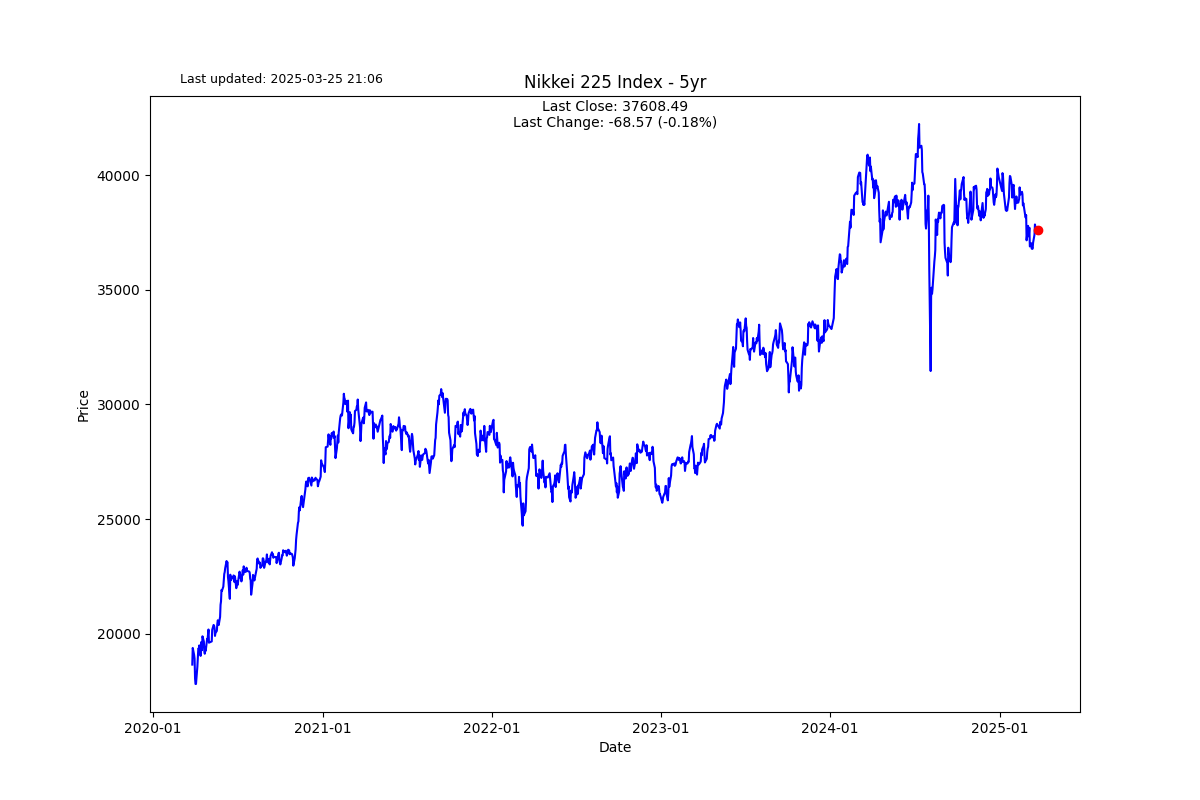 Last updated: 2025-03-25 21:06
Nikkei 225 Index - 5yr
Last Close: 37608.49
Last Change: -68.57 (-0.18%)
40000
35000
30000
25000
20000
Price
2020-01
2021-01
2022-01
2023-01
2024-01
2025-01
Date